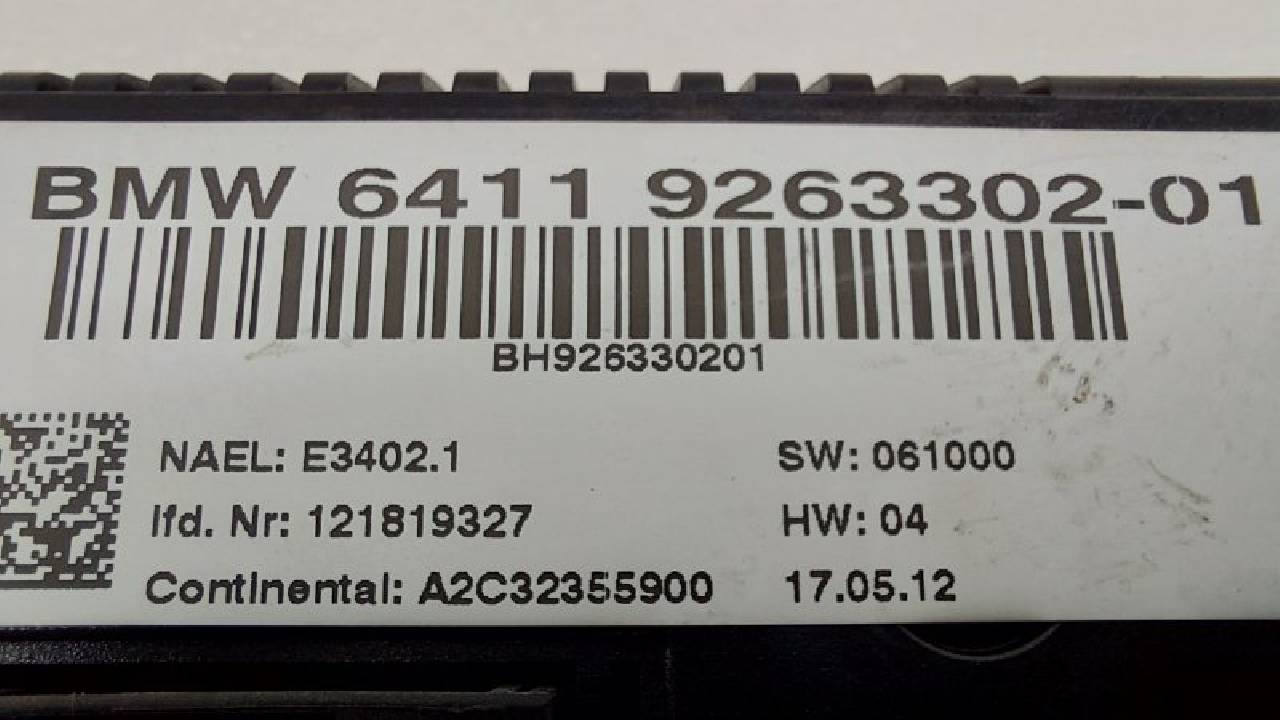 BMW 6411 9263302-01
BH926330201
NAEL: E3402.1 SW: 061000
lfd. Nr: 121819327 HW: 04
Continental: A2C32355900 17.05.12